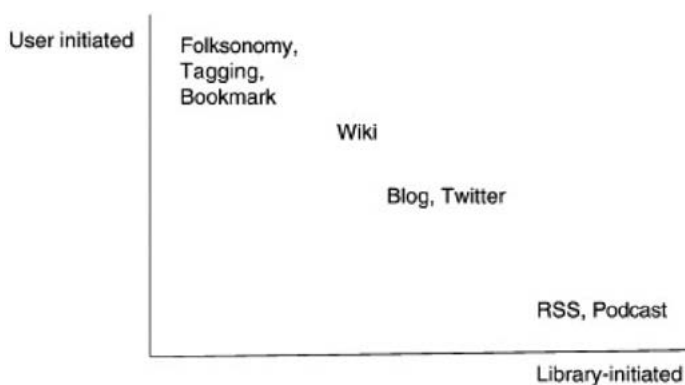 User initiated
Folksonomy,
Tagging,
Bookmark
Wiki
Blog, Twitter
RSS, Podcast
Library-initiated